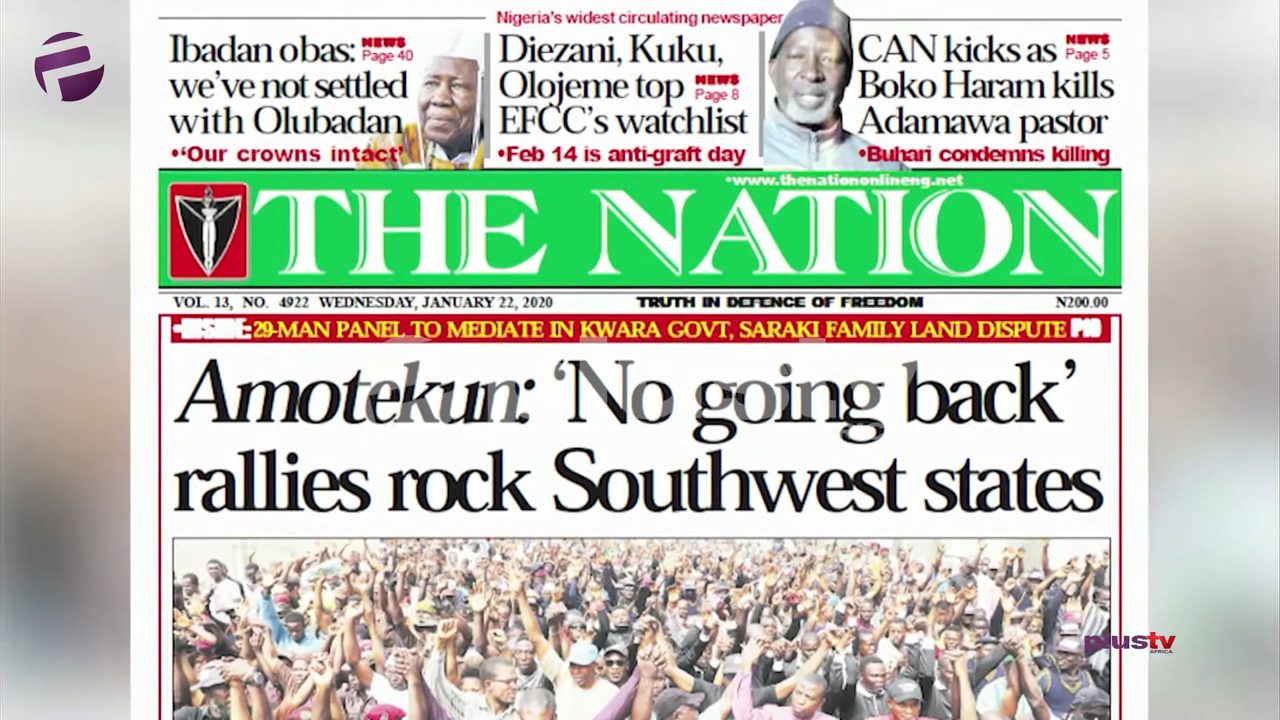 Nigeria's widest circulating newspaper
Ibadan obas:
we've not settled
with Olubadan
NEWS
Page 40
•'Our crowns intact'
Diezani, Kuku,
Olojeme top
EFCC's watchlist
NEWS
Page 8
•Feb 14 is anti-graft day
CAN kicks as
Boko Haram kills
Adamawa pastor
NEWS
Page 5
•Buhari condemns killing
•www.thenationonlineng.net
THE NATION
VOL. 13, NO. 4922 WEDNESDAY, JANUARY 22, 2020 TRUTH IN DEFENCE OF FREEDOM N200.00
•INSIDE: 29-MAN PANEL TO MEDIATE IN KWARA GOVT, SARAKI FAMILY LAND DISPUTE P10
Amotekun: 'No going back'
rallies rock Southwest states
plustv
AFRICA